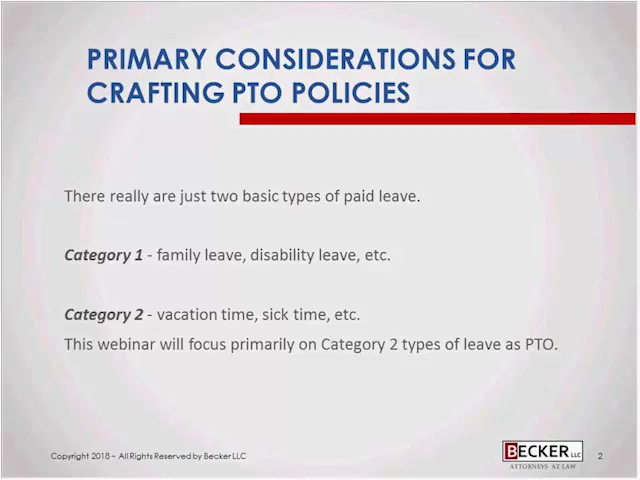 PRIMARY CONSIDERATIONS FOR
CRAFTING PTO POLICIES
There really are just two basic types of paid leave.
Category 1 - family leave, disability leave, etc.
Category 2 - vacation time, sick time, etc.
This webinar will focus primarily on Category 2 types of leave as PTO.
Copyright 2018 - All Rights Reserved by Becker LLC
BECKER LLC
ATTORNEYS AT LAW
2